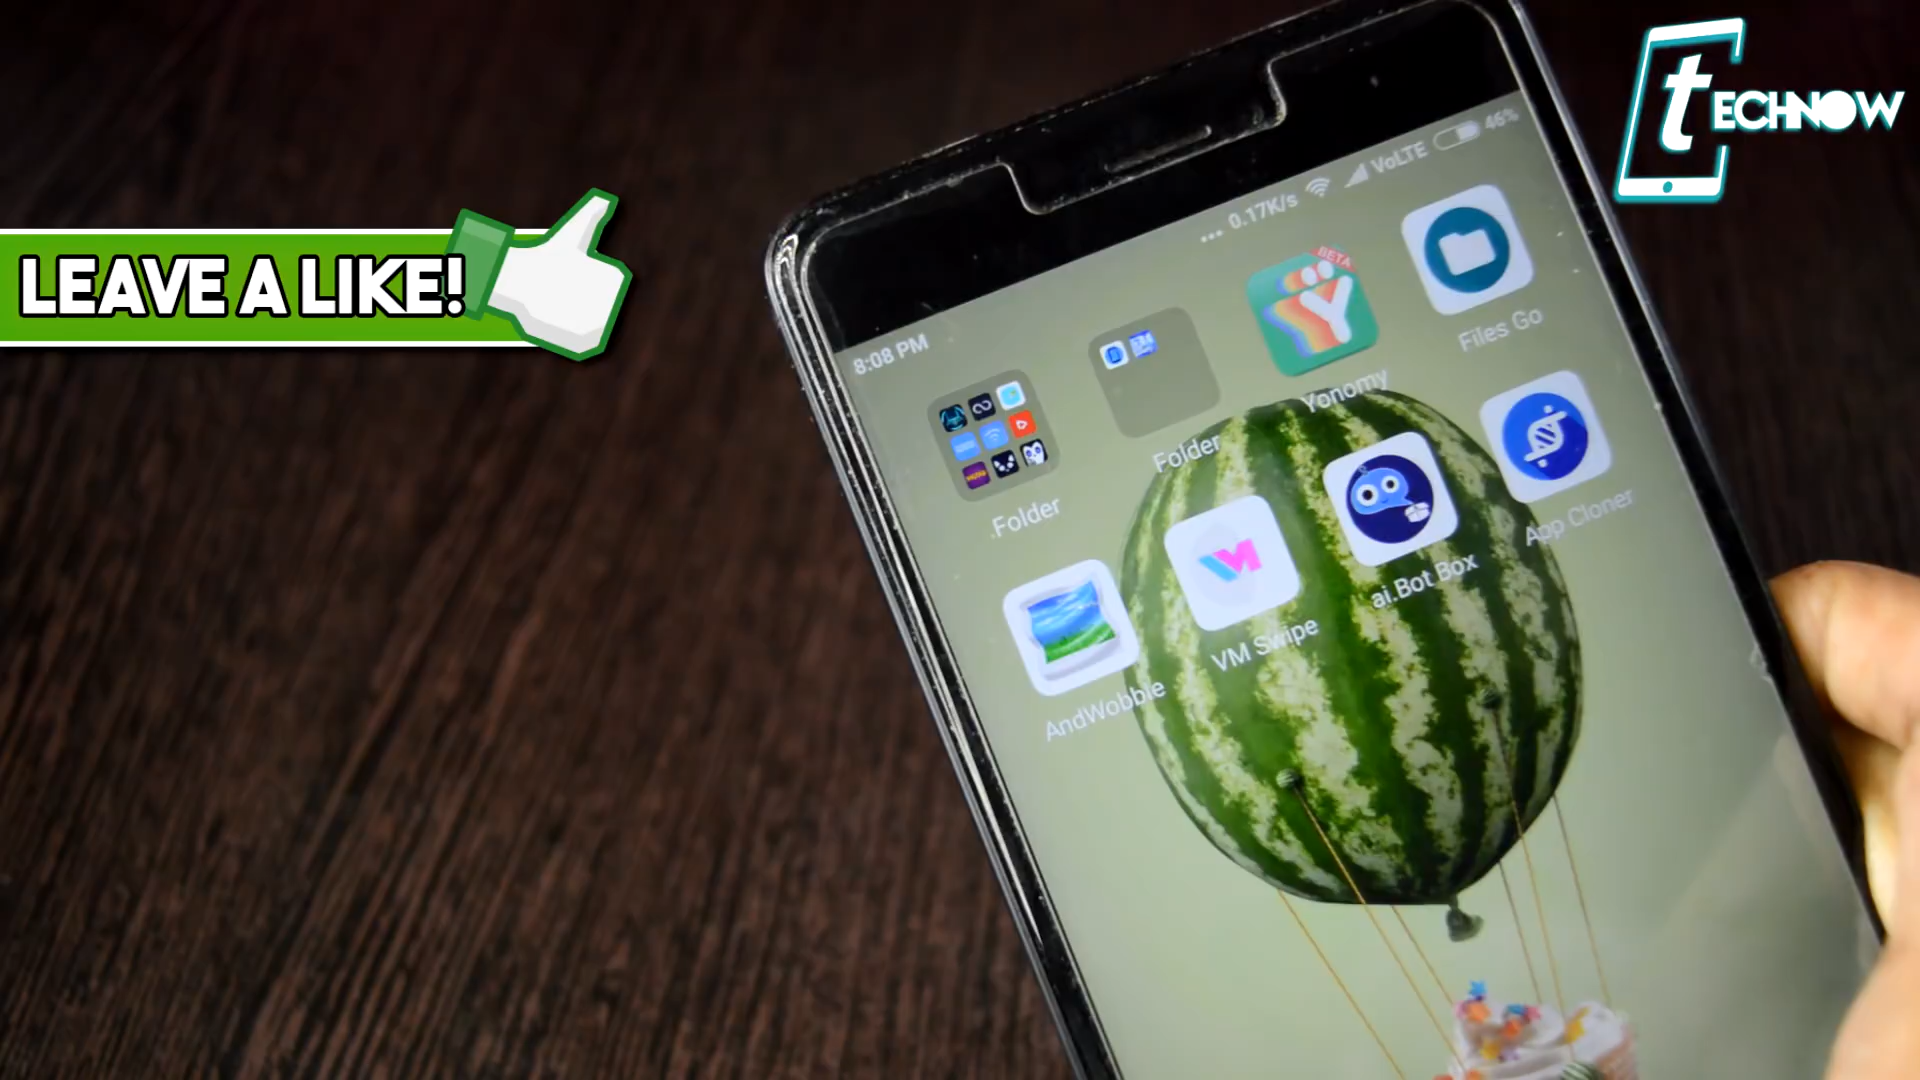 tECHNOW
LEAVE A LIKE!
8:08 PM
... 0.17K/s VoLTE 46%
.Folder
Folder
BETA
Y
Yonomy
Files Go
AndWobble
VM
VM Swipe
ai.Bot Box
App Cloner